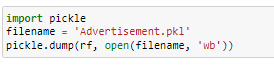 import pickle
filename = 'Advertisement.pkl'
pickle.dump(rf, open(filename, 'wb'))